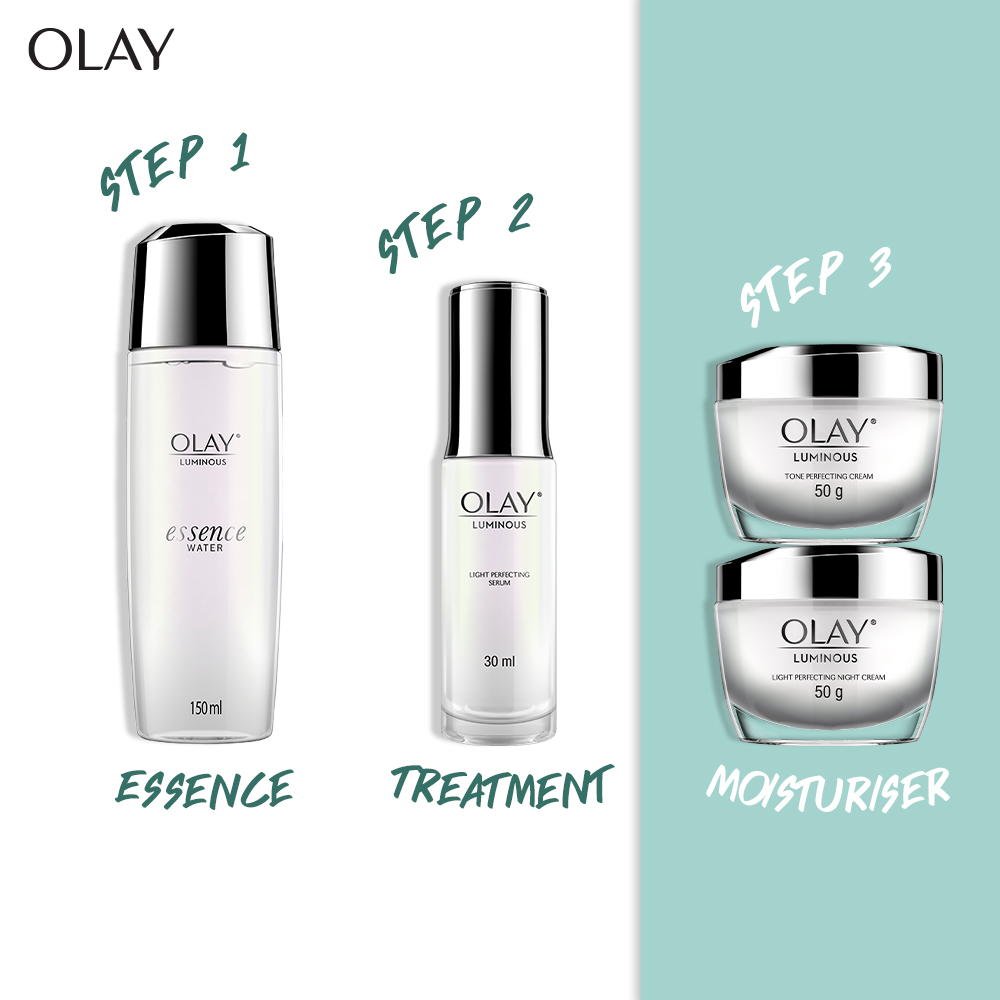 OLAY
STEP 1
OLAY®
LUMINOUS
essence
WATER
150ml
ESSENCE
STEP 2
OLAY®
LUMINOUS
LIGHT PERFECTING
SERUM
30 ml
TREATMENT
STEP 3
OLAY®
LUMINOUS
TONE PERFECTING CREAM
50 g
OLAY®
LUMINOUS
LIGHT PERFECTING NIGHT CREAM
50 g
MOISTURISER